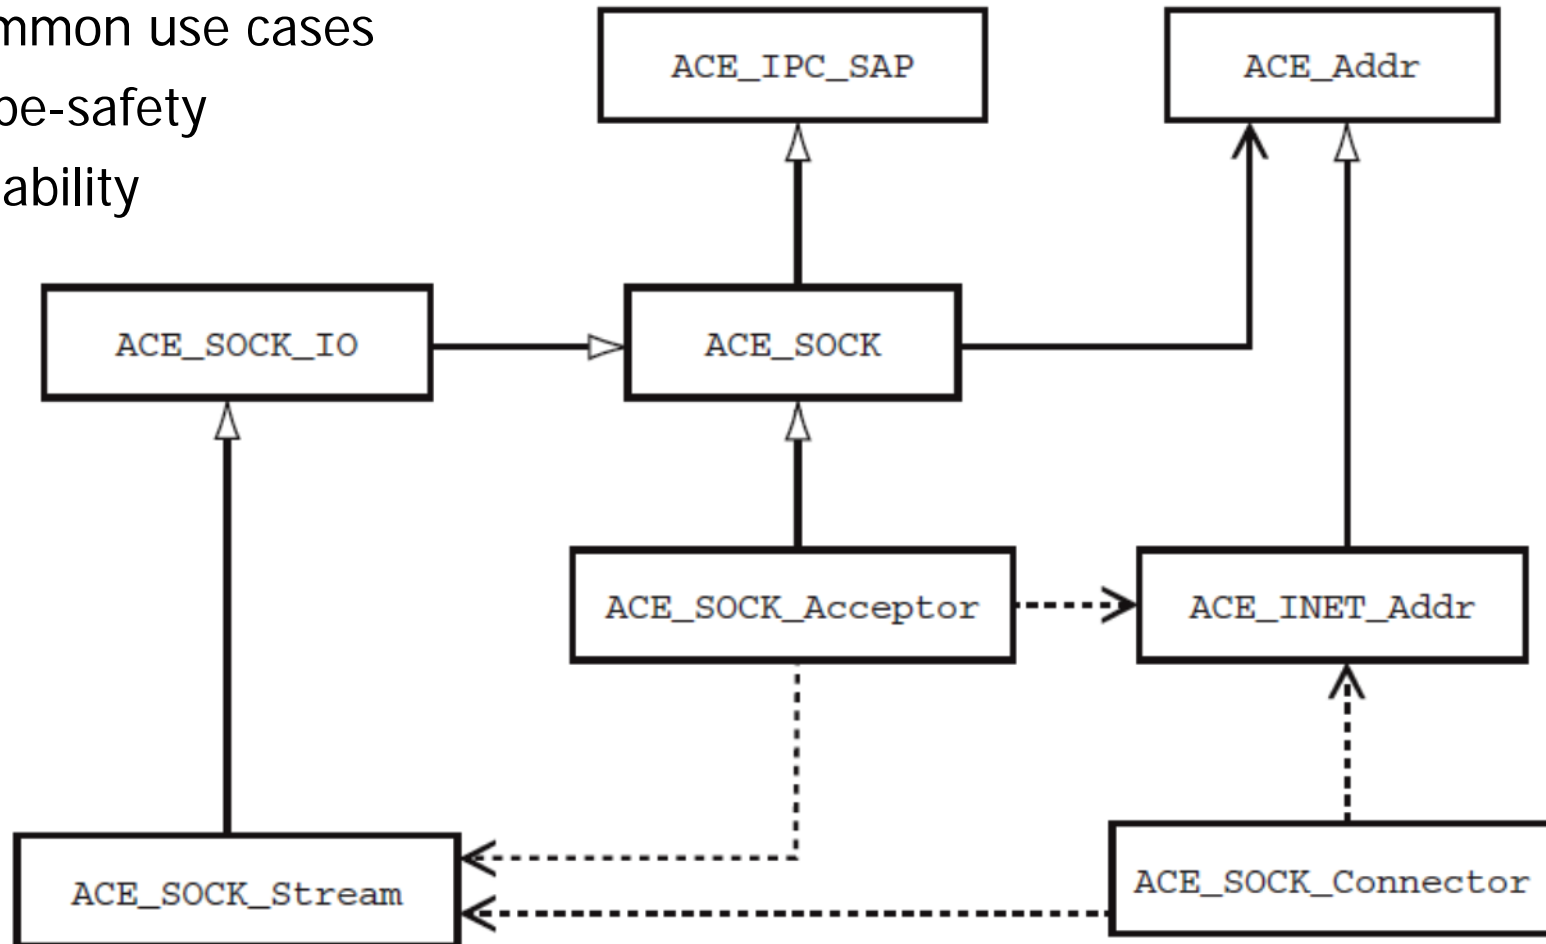 mmon use cases
pe-safety
ability
ACE_IPC_SAP
ACE_Addr
ACE_SOCK_IO
ACE_SOCK
ACE_SOCK_Acceptor
ACE_INET_Addr
ACE_SOCK_Stream
ACE_SOCK_Connector